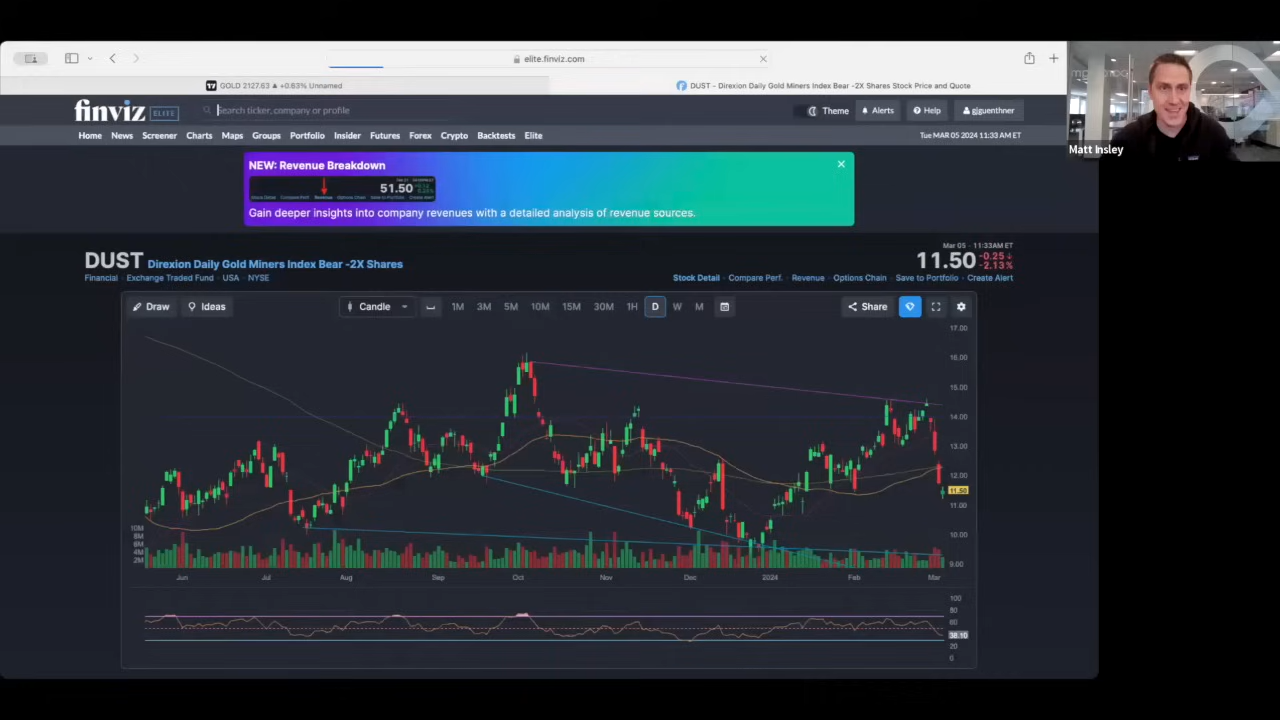 elite.finviz.com
GOLD 2127.63 ▲ +0.63% Unnamed
DUST - Direxion Daily Gold Miners Index Bear -2X Shares Stock Price and Quote
finviz ELITE
Search ticker, company or profile
Theme Alerts Help
Home News Screener Charts Maps Groups Portfolio Insider Futures Forex Crypto Backtests Elite
Tue MAR 05 2024 11:33 AM ET
Matt Insley
NEW: Revenue Breakdown
51.50
Gain deeper insights into company revenues with a detailed analysis of revenue sources.
Mar 05 · 11:33AM ET
DUST Direxion Daily Gold Miners Index Bear -2X Shares
11.50 -0.25 ↓
-2.13%
Financial · Exchange Traded Fund · USA · NYSE
Stock Detail · Compare Perf. · Revenue · Options Chain · Save to Portfolio · Create Alert
Draw Ideas Candle 1M 3M 5M 10M 15M 30M 1H D W M Share
17.00
16.00
15.00
14.00
13.00
12.00
11.50
11.00
10.00
9.00
10M
8M
6M
4M
2M
Jun Jul Aug Sep Oct Nov Dec 2024 Feb Mar
100
80
60
38.10
20
0